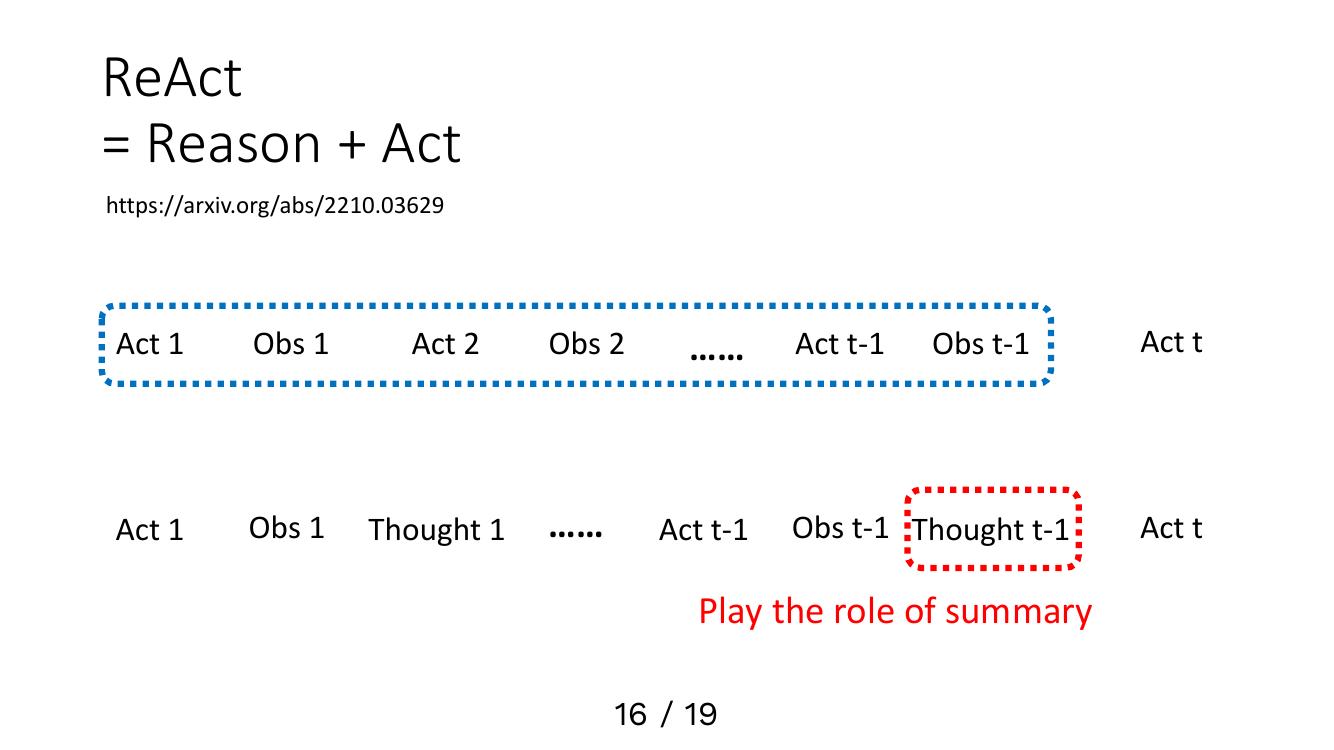 ReAct
= Reason + Act
https://arxiv.org/abs/2210.03629
Act 1 Obs 1 Act 2 Obs 2 …… Act t-1 Obs t-1 Act t
Act 1 Obs 1 Thought 1 …… Act t-1 Obs t-1 Thought t-1 Act t
Play the role of summary
16 / 19